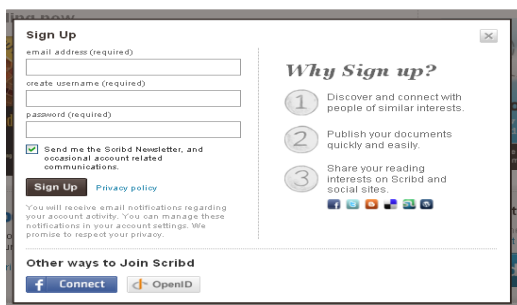 ling now
Sign Up
email address (required)
create username (required)
password (required)
Send me the Scribd Newsletter, and
occasional account related
communications.
Sign Up Privacy policy
You will receive email notifications regarding
your account activity. You can manage these
notifications in your account settings. We
promise to respect your privacy.
Why Sign up?
1 Discover and connect with
people of similar interests.
2 Publish your documents
quickly and easily.
3 Share your reading
interests on Scribd and
social sites.
Other ways to Join Scribd
f Connect
OpenID